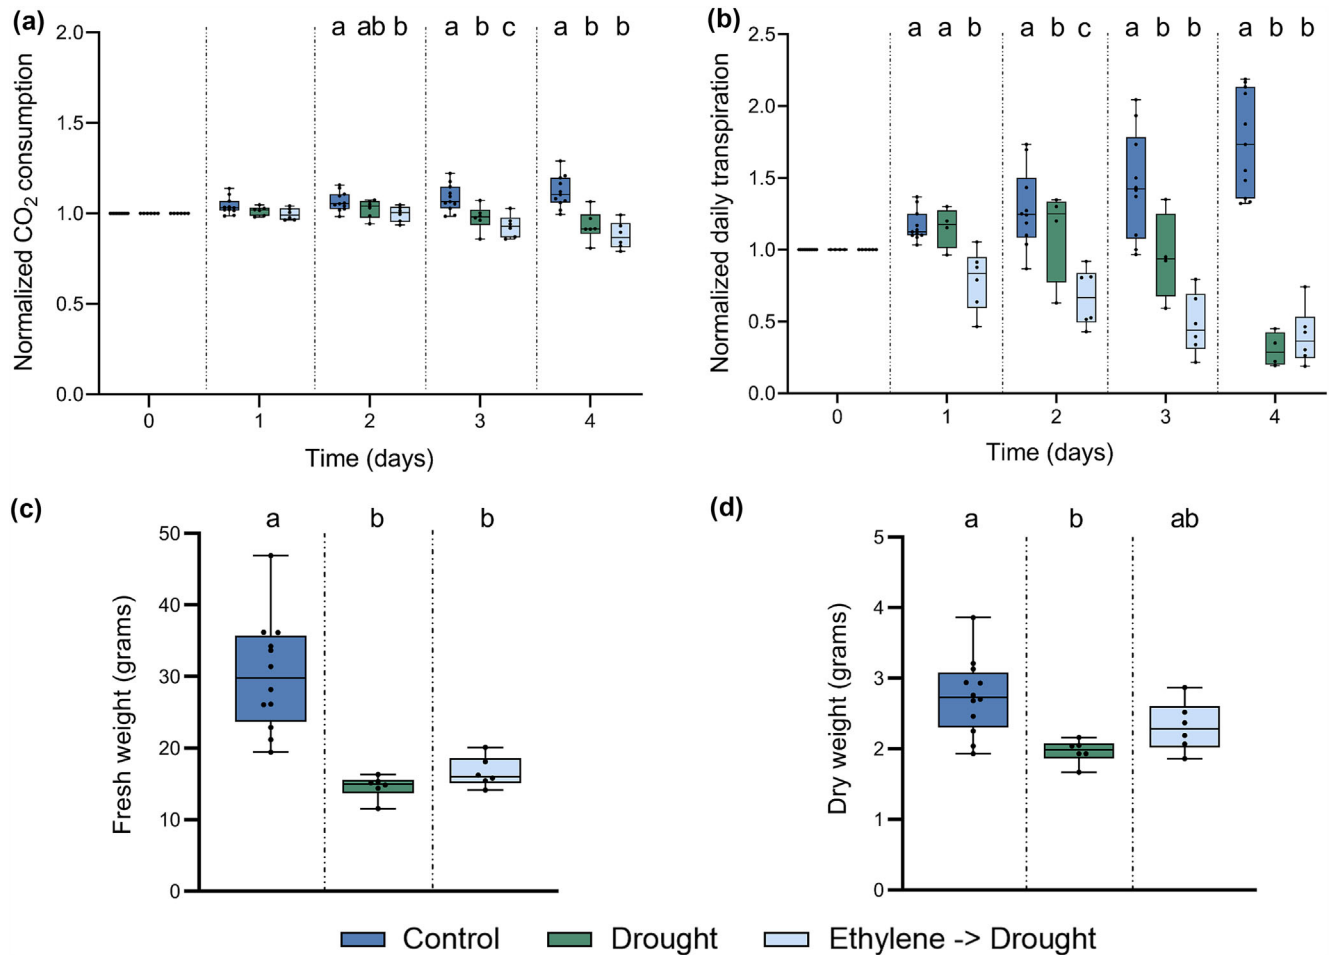 (a)
a ab b a b c a b b
2.0
1.5
1.0
0.5
0.0
Normalized CO2 consumption
0 1 2 3 4
Time (days)
(b)
a a b a b c a b b a b b
2.5
2.0
1.5
1.0
0.5
0.0
Normalized daily transpiration
0 1 2 3 4
Time (days)
(c)
a b b
50
40
30
20
10
0
Fresh weight (grams)
(d)
a b ab
5
4
3
2
1
0
Dry weight (grams)
Control Drought Ethylene -> Drought